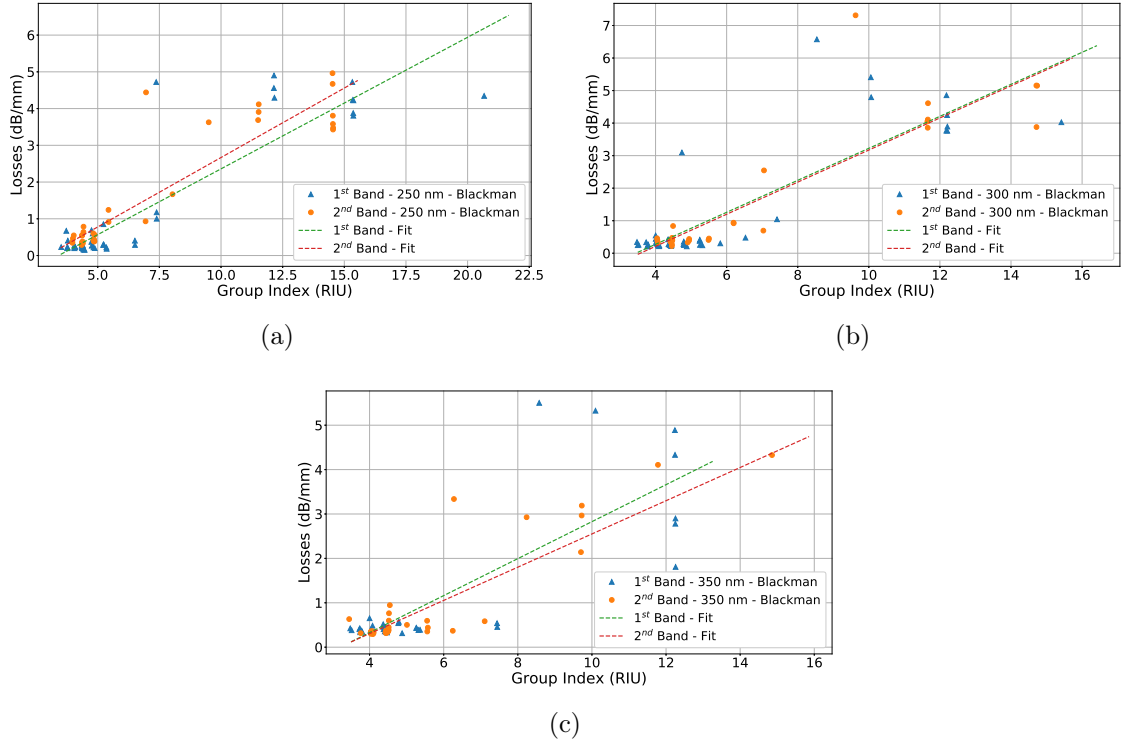 6
5
4
3
2
1
0
Losses (dB/mm)
1st Band - 250 nm - Blackman
2nd Band - 250 nm - Blackman
1st Band - Fit
2nd Band - Fit
5.0 7.5 10.0 12.5 15.0 17.5 20.0 22.5
Group Index (RIU)
(a)
7
6
5
4
3
2
1
0
Losses (dB/mm)
1st Band - 300 nm - Blackman
2nd Band - 300 nm - Blackman
1st Band - Fit
2nd Band - Fit
4 6 8 10 12 14 16
Group Index (RIU)
(b)
5
4
3
2
1
0
Losses (dB/mm)
1st Band - 350 nm - Blackman
2nd Band - 350 nm - Blackman
1st Band - Fit
2nd Band - Fit
4 6 8 10 12 14 16
Group Index (RIU)
(c)